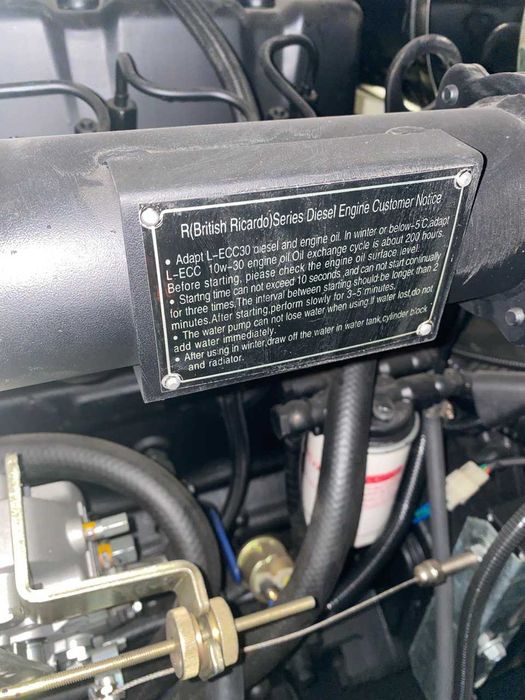 R(British Ricardo)Series Diesel Engine Customer Notice
• Adapt L-ECC30 diesel and engine oil. In winter or below-5℃,adapt
L-ECC 10w-30 engine oil.Oil exchange cycle is about 200 hours.
Before starting, please check the engine oil surface level.
• Starting time can not exceed 10 seconds,and can not start continually
for three times.The interval between starting should be longer than 2
minutes.After starting,perform slowly for 3-5 minutes.
• The water pump can not lose water when using.If water lost,do not
add water immediately.
• After using in winter,draw off the water in water tank,cylinder block
and radiator.